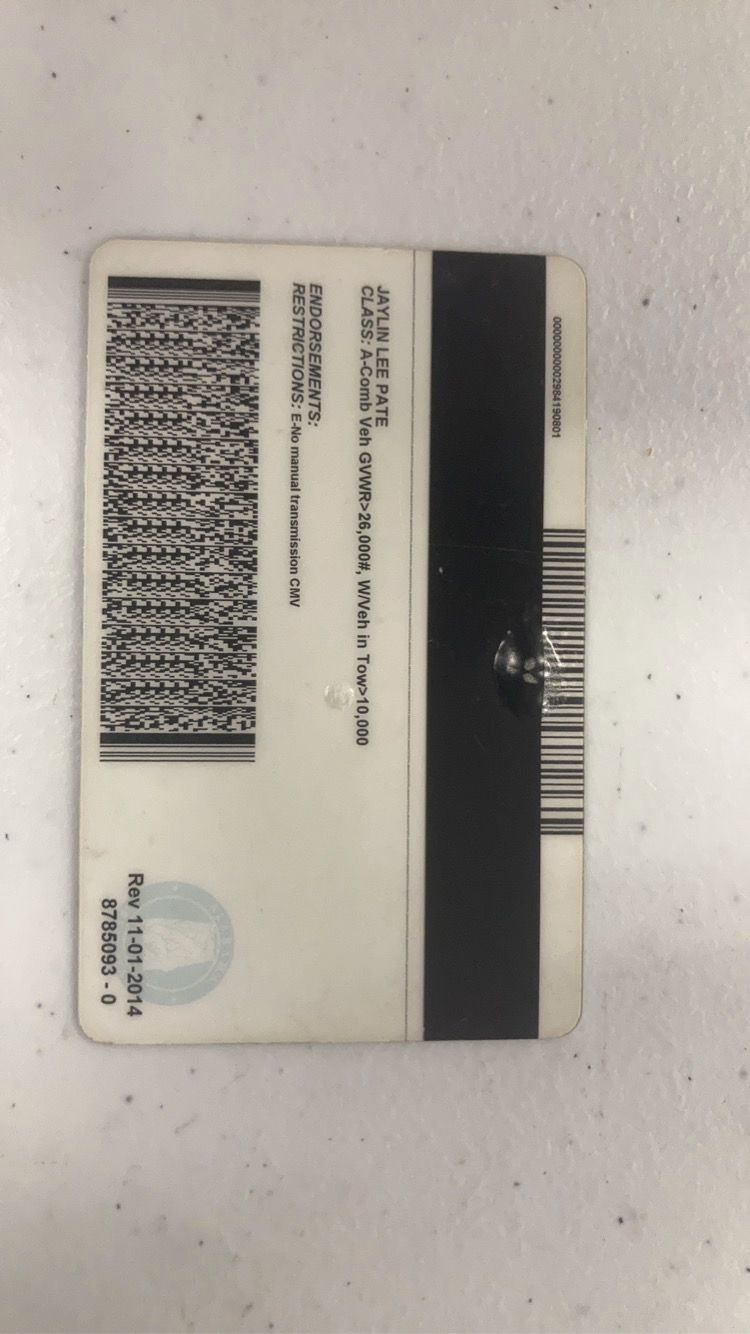 00000000002984190801
JAYLIN LEE PATE
CLASS: A-Comb Veh GVWR>26,000#, W/Veh in Tow>10,000
ENDORSEMENTS:
RESTRICTIONS: E-No manual transmission CMV
Rev 11-01-2014
8785093 - 0